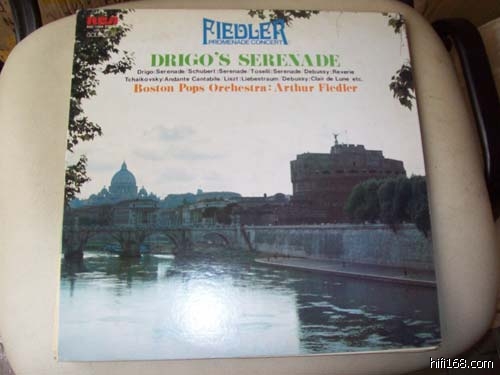 RCA
FIEDLER
PROMENADE CONCERT
DRIGO'S SERENADE
Drigo:Serenade/Schubert:Serenade/Toselli:Serenade/Debussy:Reverie
Tchaikovsky:Andante Cantabile/Liszt:Liebestraum/Debussy:Clair de Lune etc.
Boston Pops Orchestra: Arthur Fiedler
hifi168.com